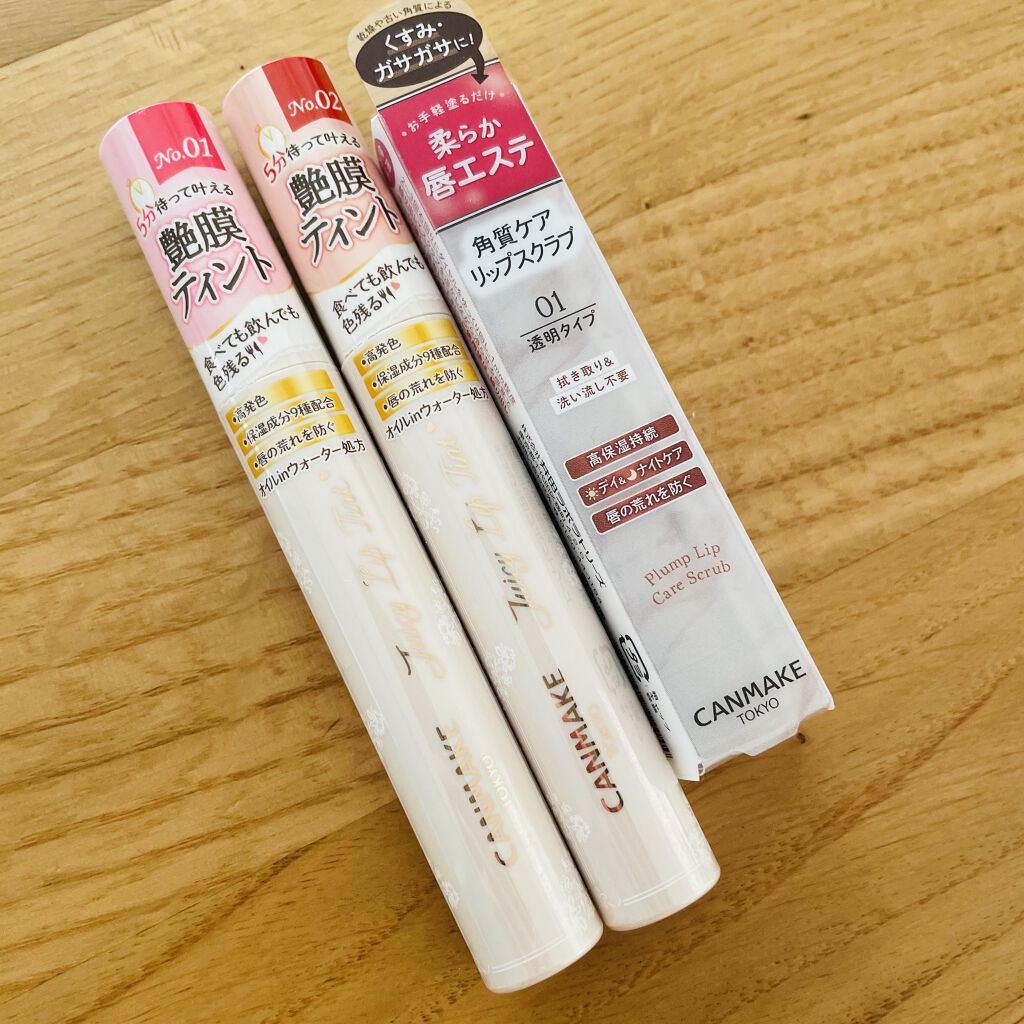 No.01
5分待って叶える
艶膜
ティント
食べても飲んでも
色残る
•高発色
•保湿成分9種配合
•唇の荒れを防ぐ
オイルinウォーター処方
Juicy Lip Tint
CANMAKE
TOKYO
No.02
5分待って叶える
艶膜
ティント
食べても飲んでも
色残る
•高発色
•保湿成分9種配合
•唇の荒れを防ぐ
オイルinウォーター処方
Juicy Lip Tint
CANMAKE
TOKYO
乾燥や古い角質による
くすみ・
ガサガサに!
お手軽塗るだけ
柔らか
唇エステ
角質ケア
リップスクラブ
01
透明タイプ
拭き取り&
洗い流し不要
高保湿持続
デイ&ナイトケア
唇の荒れを防ぐ
Plump Lip
Care Scrub
CANMAKE
TOKYO